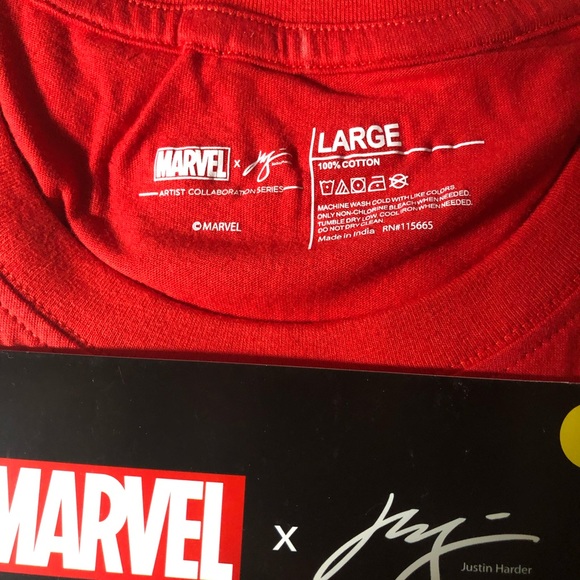 MARVEL x
ARTIST COLLABORATION SERIES
©MARVEL
LARGE
100% COTTON
MACHINE WASH COLD WITH LIKE COLORS.
ONLY NON-CHLORINE BLEACH WHEN NEEDED.
TUMBLE DRY LOW. COOL IRON WHEN NEEDED.
DO NOT DRY CLEAN.
Made in India RN#115665
MARVEL x
Justin Harder